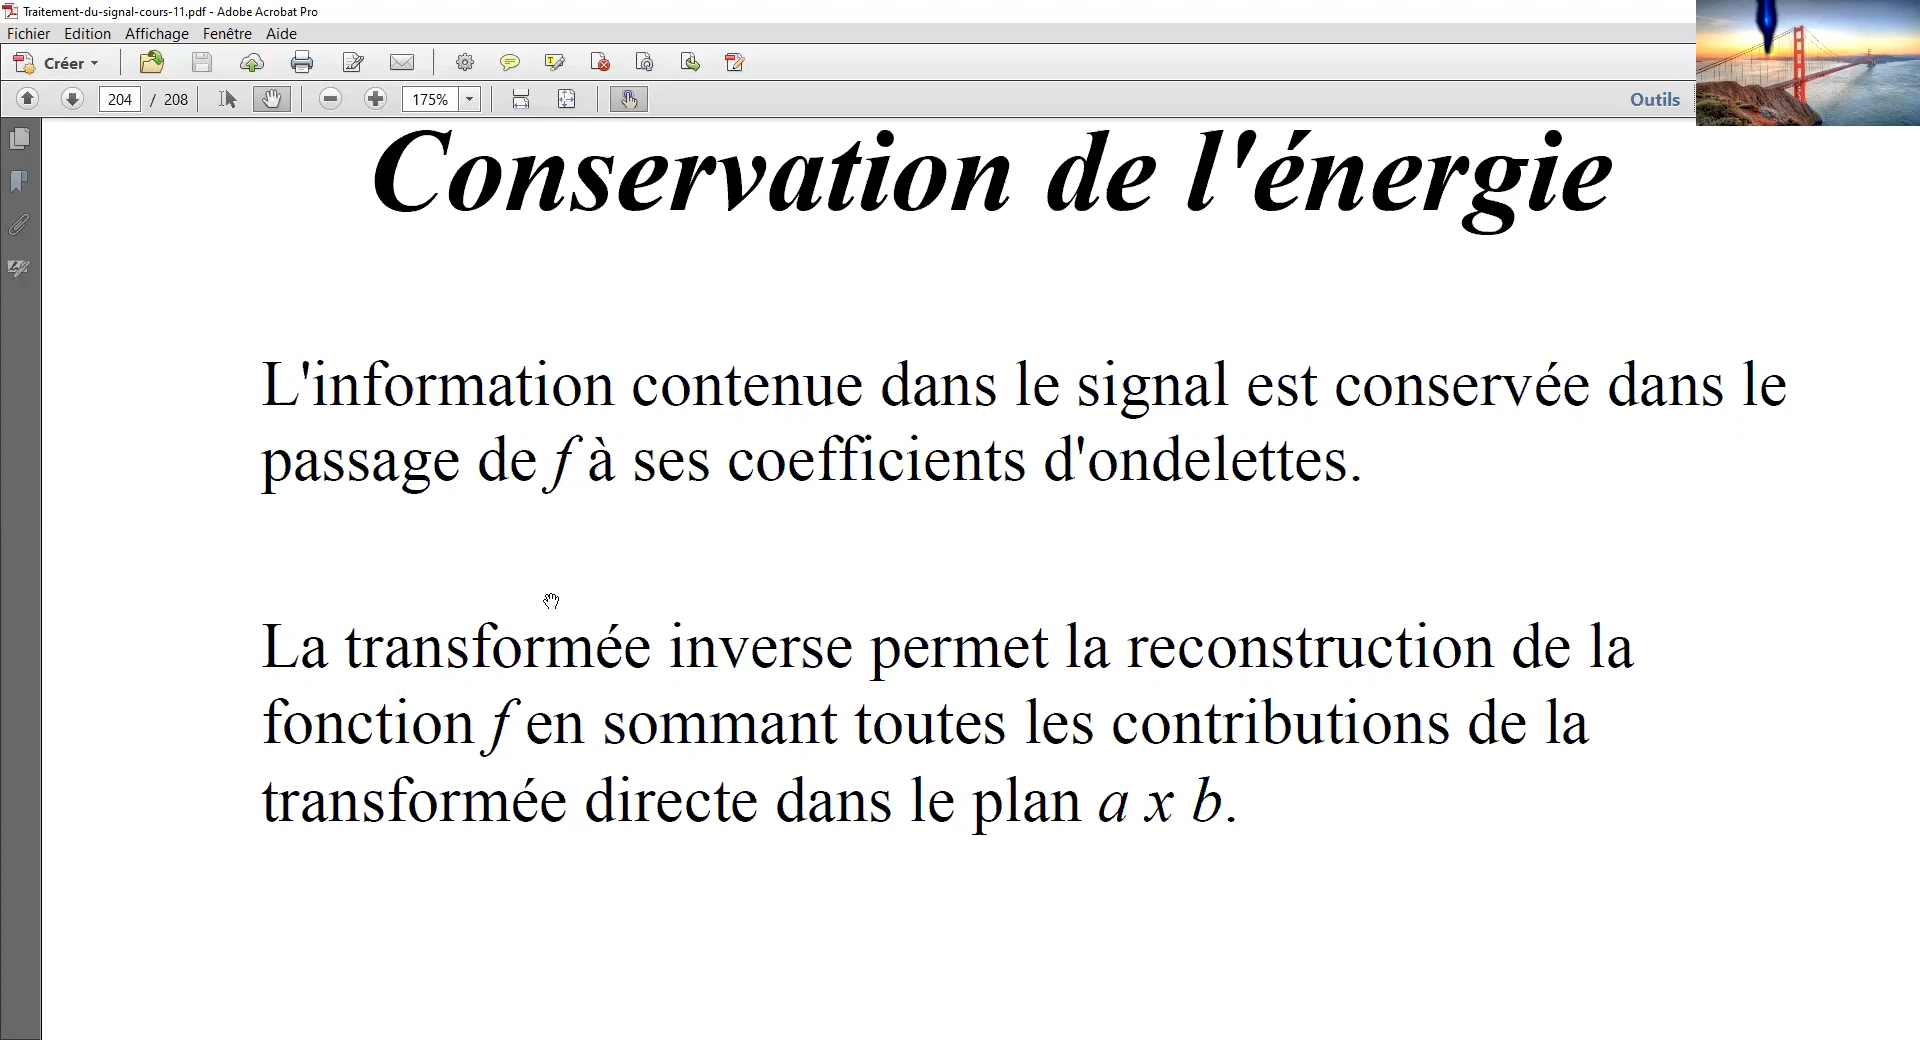 Traitement-du-signal-cours-11.pdf - Adobe Acrobat Pro
Fichier Edition Affichage Fenêtre Aide
Créer
204 / 208 175% Outils
Conservation de l'énergie
L'information contenue dans le signal est conservée dans le
passage de f à ses coefficients d'ondelettes.
La transformée inverse permet la reconstruction de la
fonction f en sommant toutes les contributions de la
transformée directe dans le plan a x b.